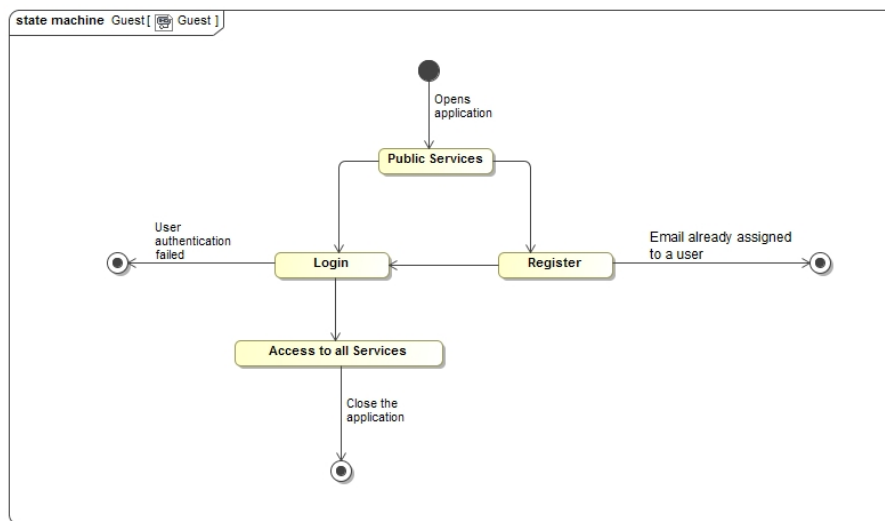 state machine Guest [ Guest ]
Opens
application
Public Services
User
authentication
failed
Login
Register
Email already assigned
to a user
Access to all Services
Close the
application